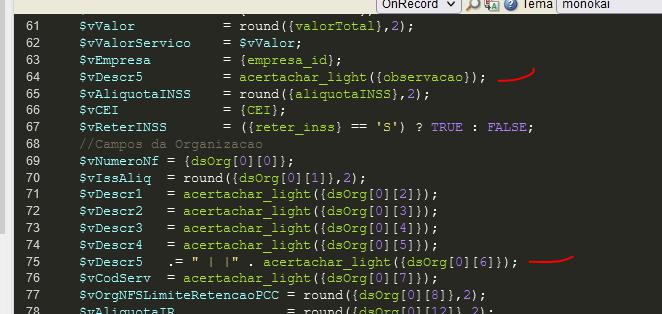 OnRecord Tema monokai
61 $vValor = round({valorTotal},2);
62 $vValorServico = $vValor;
63 $vEmpresa = {empresa_id};
64 $vDescr5 = acertachar_light({observacao});
65 $vAliquotaINSS = round({aliquotaINSS},2);
66 $vCEI = {CEI};
67 $vReterINSS = ({reter_inss} == 'S') ? TRUE : FALSE;
68 //Campos da Organizacao
69 $vNumeroNf = {dsOrg[0][0]};
70 $vIssAliq = round({dsOrg[0][1]},2);
71 $vDescr1 = acertachar_light({dsOrg[0][2]});
72 $vDescr2 = acertachar_light({dsOrg[0][3]});
73 $vDescr3 = acertachar_light({dsOrg[0][4]});
74 $vDescr4 = acertachar_light({dsOrg[0][5]});
75 $vDescr5 .= " | |" . acertachar_light({dsOrg[0][6]});
76 $vCodServ = acertachar_light({dsOrg[0][7]});
77 $vOrgNFSLimiteRetencaoPCC = round({dsOrg[0][8]},2);
78 $vAliquotaIR = round({dsOrg[0][12]},2);